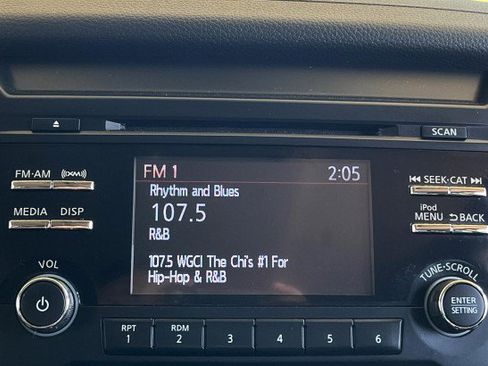 SCAN
FM·AM ((XM))
MEDIA DISP
VOL
FM 1 2:05
Rhythm and Blues
107.5
R&B
107.5 WGCI The Chi's #1 For
Hip-Hop & R&B
SEEK·CAT
iPod
MENU BACK
TUNE·SCROLL
ENTER
SETTING
RPT RDM
1 2 3 4 5 6